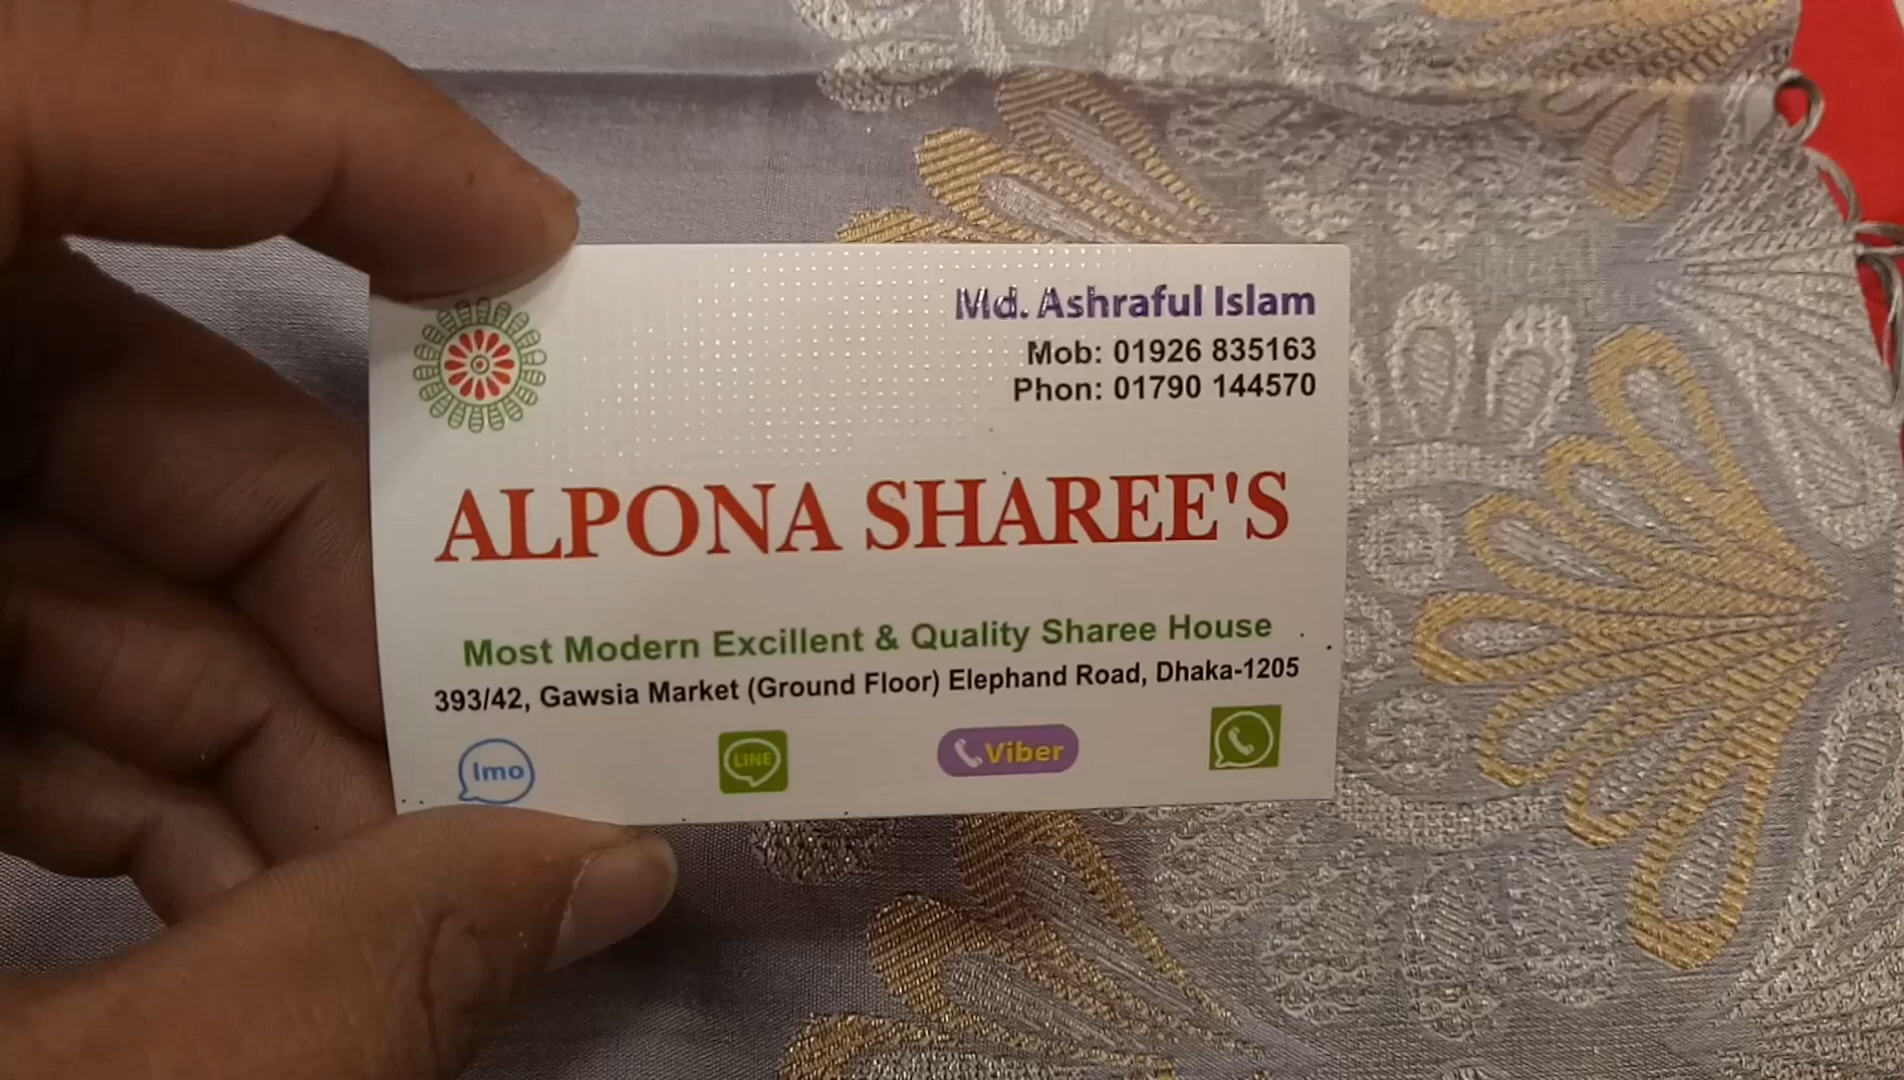 Md. Ashraful Islam
Mob: 01926 835163
Phon: 01790 144570
ALPONA SHAREE'S
Most Modern Excillent & Quality Sharee House
393/42, Gawsia Market (Ground Floor) Elephand Road, Dhaka-1205
Imo
LINE
Viber